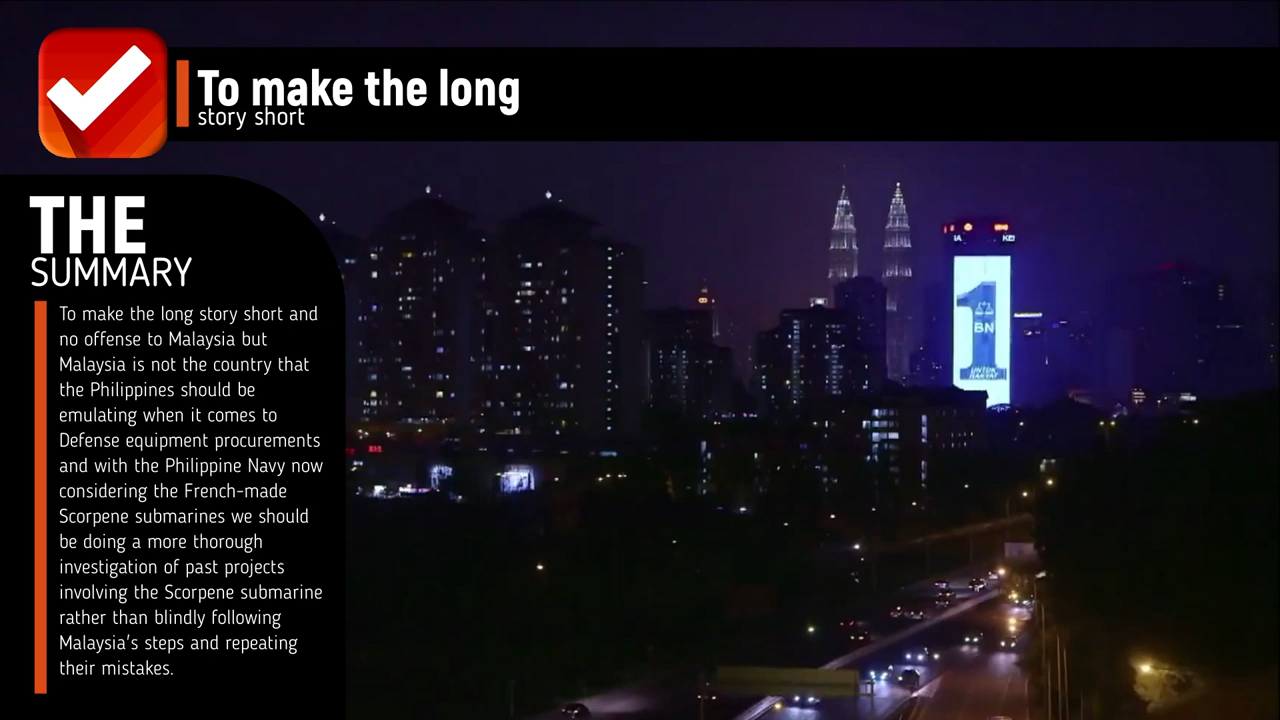 To make the long
story short
THE
SUMMARY
To make the long story short and
no offense to Malaysia but
Malaysia is not the country that
the Philippines should be
emulating when it comes to
Defense equipment procurements
and with the Philippine Navy now
considering the French-made
Scorpene submarines we should
be doing a more thorough
investigation of past projects
involving the Scorpene submarine
rather than blindly following
Malaysia's steps and repeating
their mistakes.
1
BN
UNTUK
RAKYAT